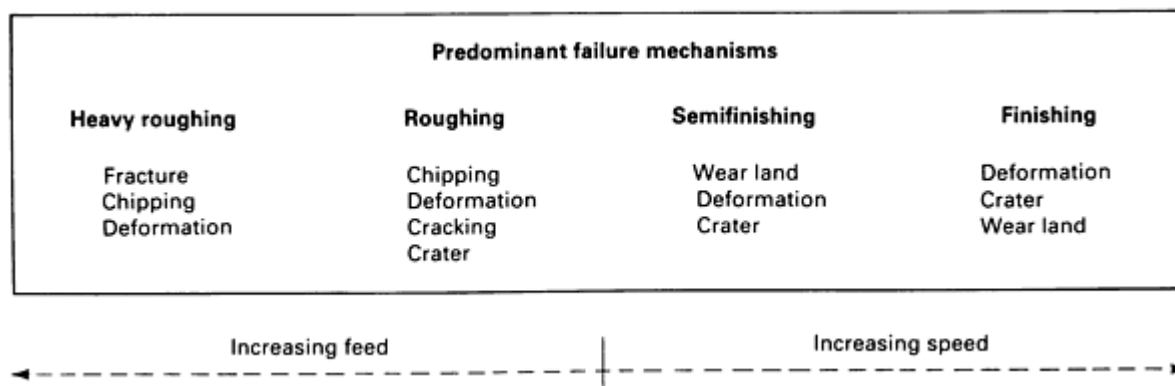 Predominant failure mechanisms
Heavy roughing Roughing Semifinishing Finishing
Fracture Chipping Wear land Deformation
Chipping Deformation Deformation Crater
Deformation Cracking Crater Wear land
Crater
Increasing feed Increasing speed